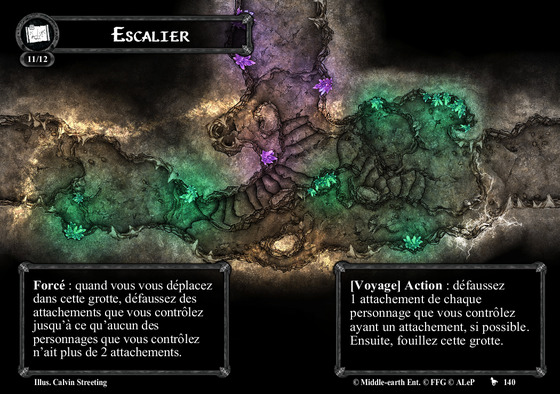 Escalier
11/12
Forcé : quand vous vous déplacez
dans cette grotte, défaussez des
attachements que vous contrôlez
jusqu'à ce qu'aucun des
personnages que vous contrôlez
n'ait plus de 2 attachements.
[Voyage] Action : défaussez
1 attachement de chaque
personnage que vous contrôlez
ayant un attachement, si possible.
Ensuite, fouillez cette grotte.
Illus. Calvin Streeting
© Middle-earth Ent. © FFG © ALeP
140